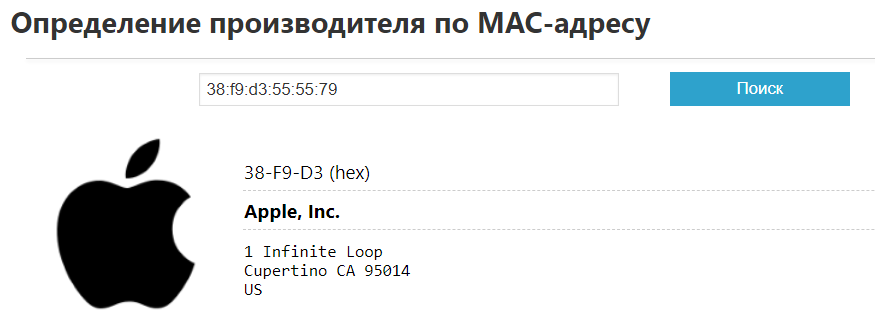 Определение производителя по MAC-адресу
38:f9:d3:55:55:79
Поиск
38-F9-D3 (hex)
Apple, Inc.
1 Infinite Loop
Cupertino CA 95014
US